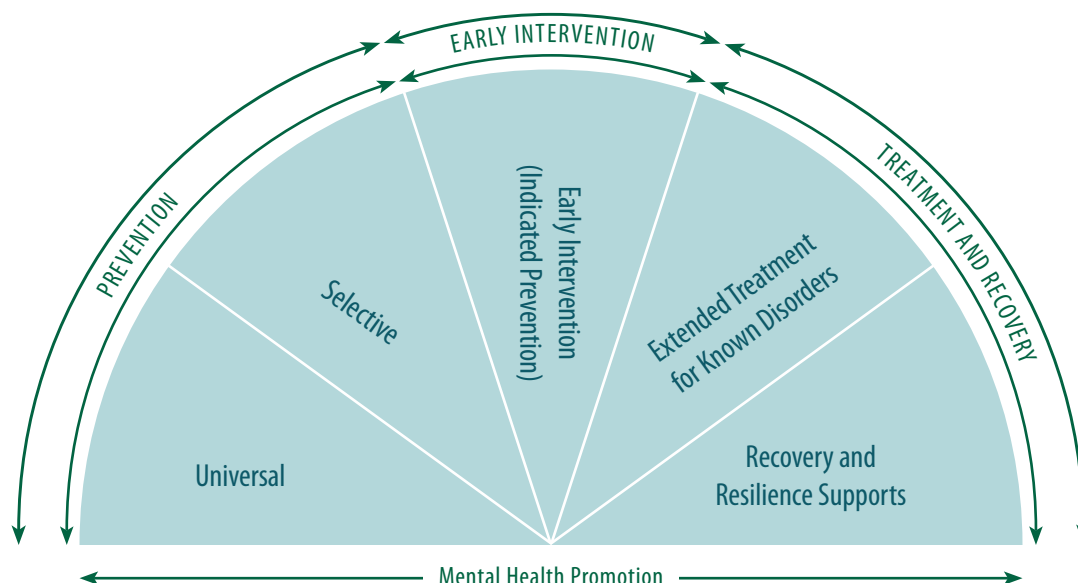 EARLY INTERVENTION
PREVENTION
TREATMENT AND RECOVERY
Universal
Selective
Early Intervention
(Indicated Prevention)
Extended Treatment
for Known Disorders
Recovery and
Resilience Supports
Mental Health Promotion